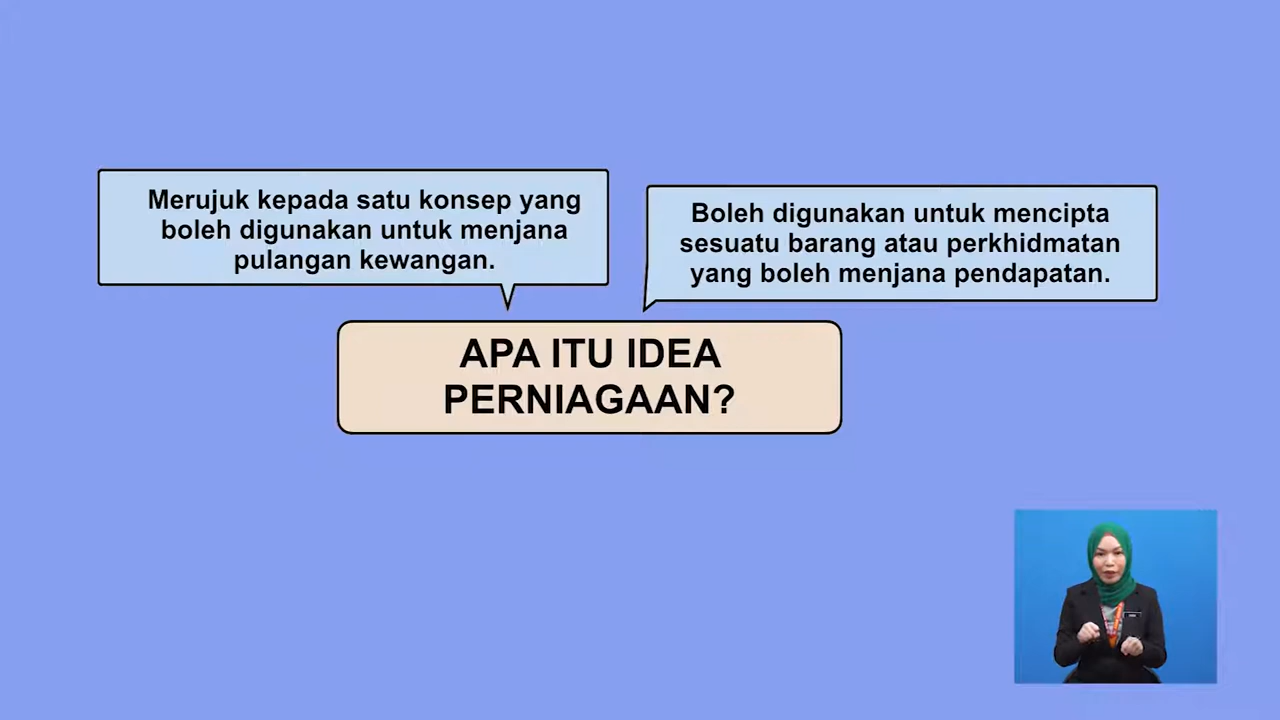 Merujuk kepada satu konsep yang
boleh digunakan untuk menjana
pulangan kewangan.
Boleh digunakan untuk mencipta
sesuatu barang atau perkhidmatan
yang boleh menjana pendapatan.
APA ITU IDEA
PERNIAGAAN?